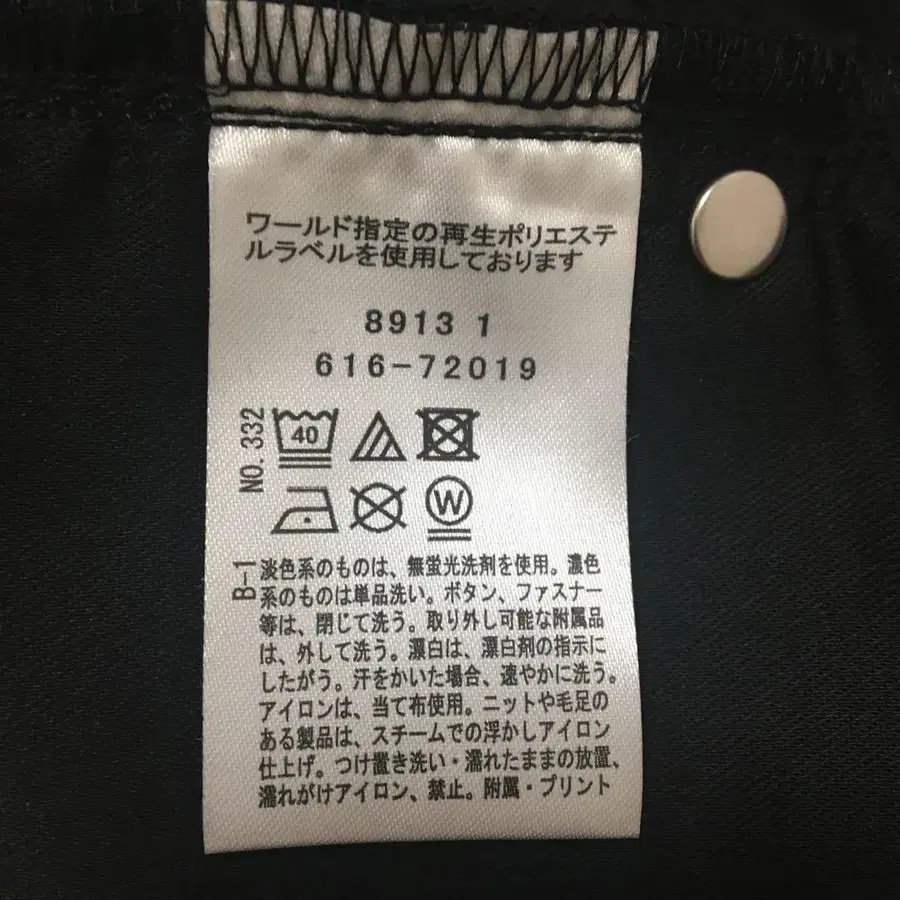 ワールド指定の再生ポリエステ
ルラベルを使用しております
8913 1
616-72019
NO.332
40
W
B-1
淡色系のものは、無蛍光洗剤を使用。濃色
系のものは単品洗い。ボタン、ファスナー
等は、閉じて洗う。取り外し可能な附属品
は、外して洗う。漂白は、漂白剤の指示に
したがう。汗をかいた場合、速やかに洗う。
アイロンは、当て布使用。ニットや毛足の
ある製品は、スチームでの浮かしアイロン
仕上げ。つけ置き洗い・濡れたままの放置、
濡れがけアイロン、禁止。附属・プリント